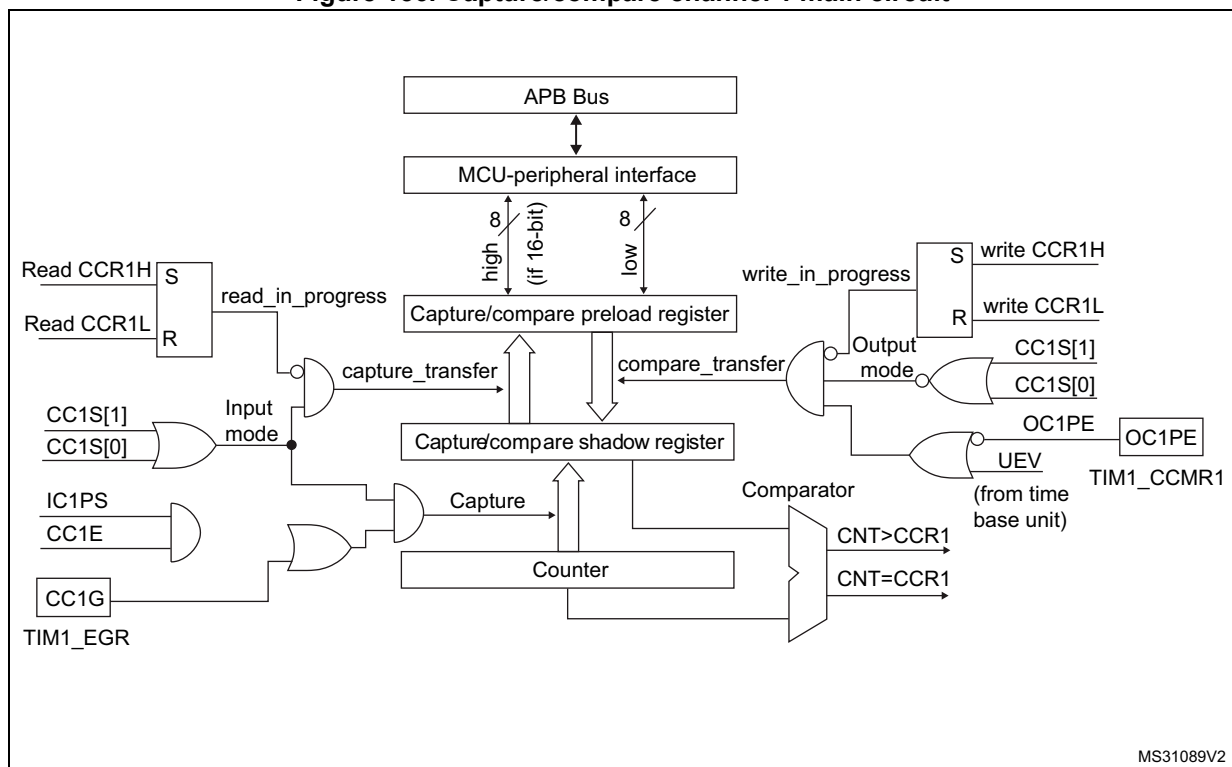 APB Bus
MCU-peripheral interface
8
high
(if 16-bit)
8
low
Read CCR1H
Read CCR1L
S
R
read_in_progress
write_in_progress
S
R
write CCR1H
write CCR1L
Capture/compare preload register
capture_transfer
compare_transfer
Output
mode
CC1S[1]
CC1S[0]
CC1S[1]
CC1S[0]
Input
mode
Capture/compare shadow register
OC1PE
OC1PE
UEV
(from time
base unit)
TIM1_CCMR1
IC1PS
CC1E
Capture
Comparator
CNT>CCR1
CNT=CCR1
Counter
CC1G
TIM1_EGR
MS31089V2